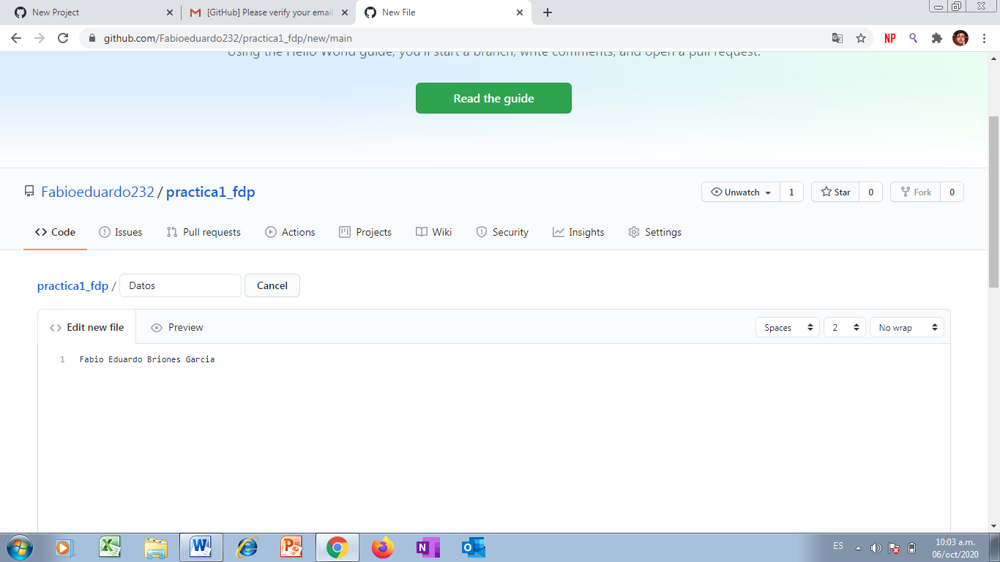 New Project
[GitHub] Please verify your email
New File
github.com/Fabioeduardo232/practica1_fdp/new/main
NP
Using the Hello World guide, you'll start a branch, write comments, and open a pull request.
Read the guide
Fabioeduardo232 / practica1_fdp
Unwatch 1
Star 0
Fork 0
Code Issues Pull requests Actions Projects Wiki Security Insights Settings
practica1_fdp / Datos Cancel
Edit new file Preview Spaces 2 No wrap
1 Fabio Eduardo Briones Garcia
ES
10:03 a.m.
06/oct/2020